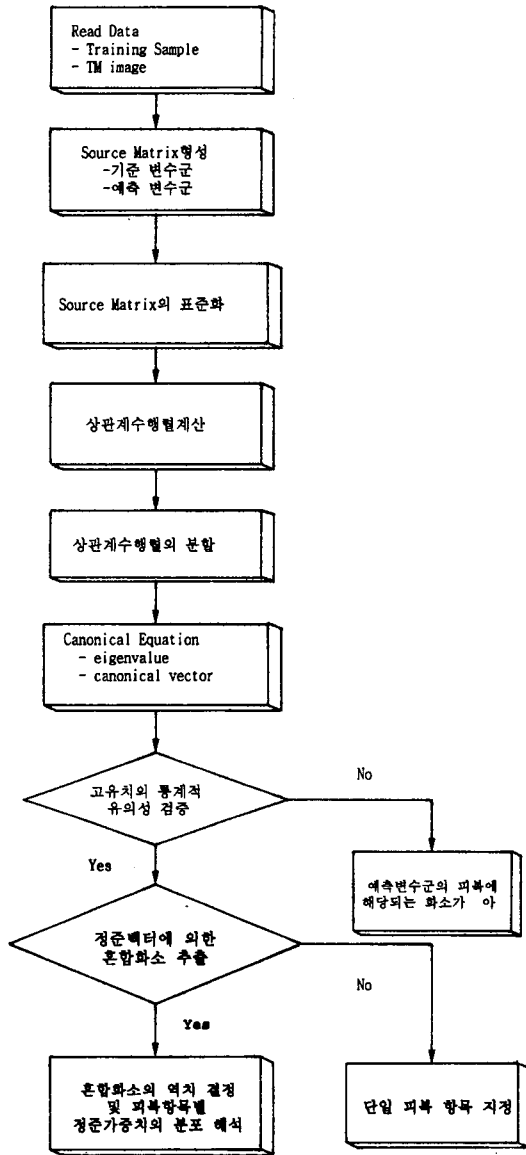 Read Data
- Training Sample
- TM image
Source Matrix형성
-기준 변수군
-예측 변수군
Source Matrix의 표준화
상관계수행렬계산
상관계수행렬의 분할
Canonical Equation
- eigenvalue
- canonical vector
고유치의 통계적
유의성 검증
No
Yes
예측변수군의 피복에
해당되는 화소가 아
정준벡터에 의한
혼합화소 추출
No
Yes
혼합화소의 역치 결정
및 피복항목별
정준가중치의 분포 해석
단일 피복 항목 지정